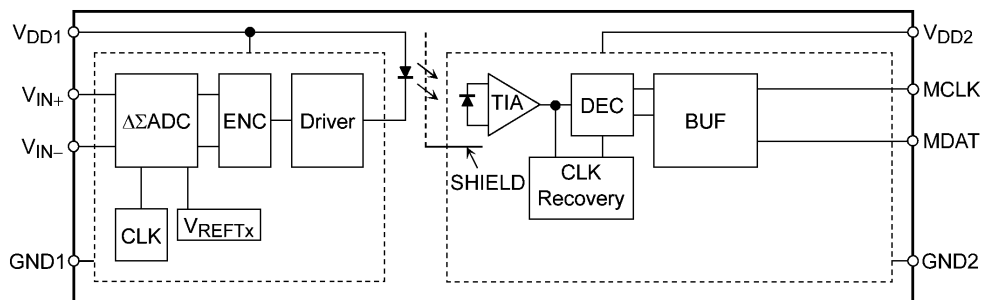 VDD1
VDD2
VIN+
ΔΣADC
ENC
Driver
TIA
DEC
BUF
MCLK
VIN−
MDAT
SHIELD
CLK
Recovery
CLK
VREFTx
GND1
GND2